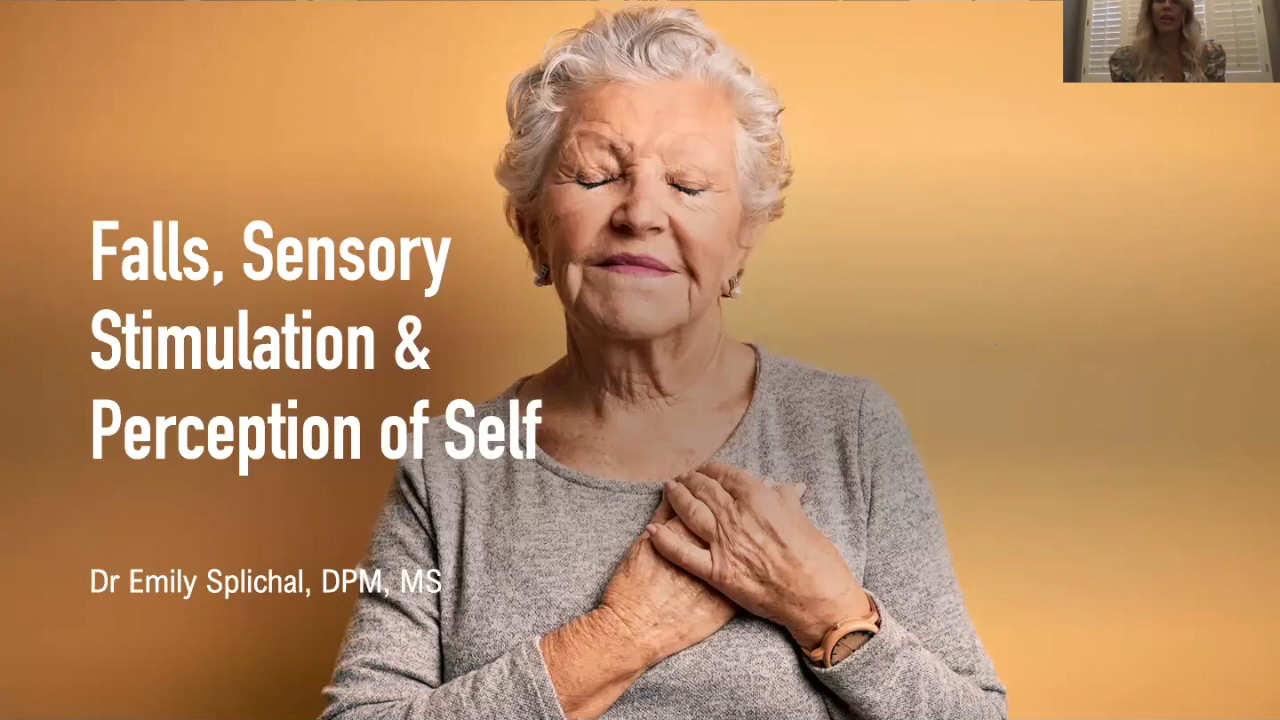 Falls, Sensory
Stimulation &
Perception of Self
Dr Emily Splichal, DPM, MS